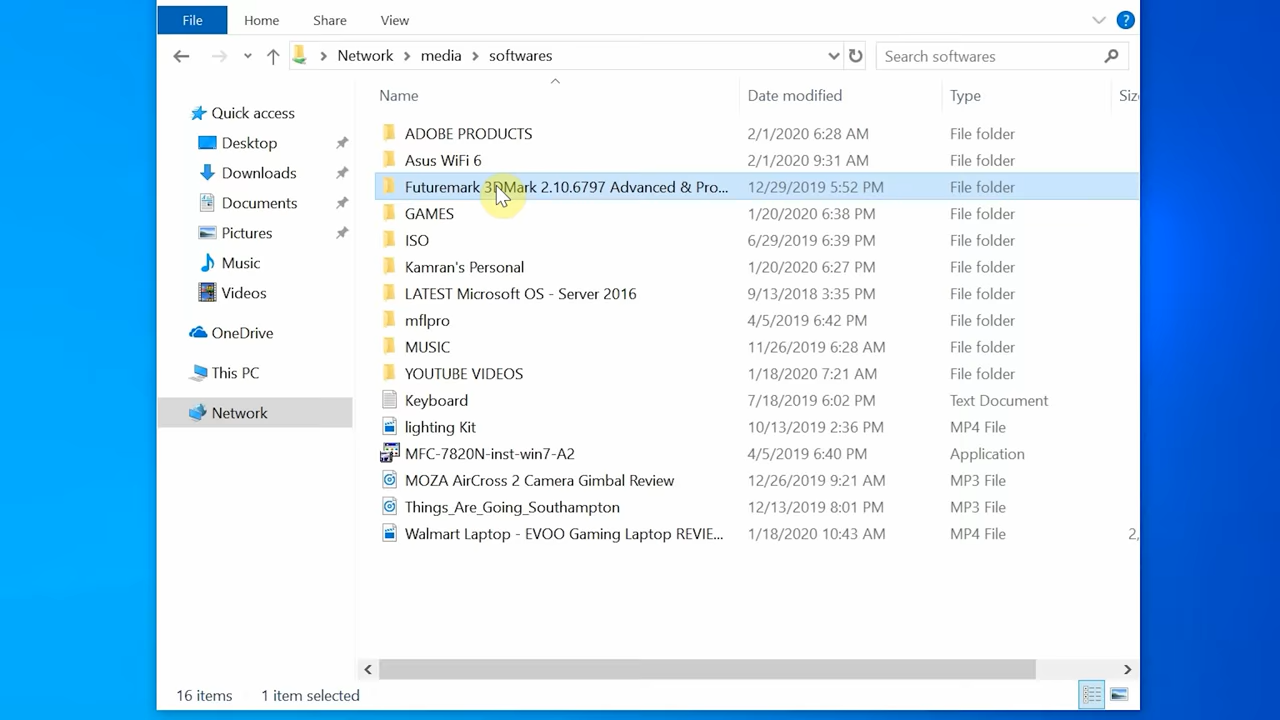 File Home Share View ?
Network > media > softwares
Search softwares
Name Date modified Type Siz
Quick access
Desktop
Downloads
Documents
Pictures
Music
Videos
OneDrive
This PC
Network
ADOBE PRODUCTS 2/1/2020 6:28 AM File folder
Asus WiFi 6 2/1/2020 9:31 AM File folder
Futuremark 3DMark 2.10.6797 Advanced & Pro... 12/29/2019 5:52 PM File folder
GAMES 1/20/2020 6:38 PM File folder
ISO 6/29/2019 6:39 PM File folder
Kamran's Personal 1/20/2020 6:27 PM File folder
LATEST Microsoft OS - Server 2016 9/13/2018 3:35 PM File folder
mflpro 4/5/2019 6:42 PM File folder
MUSIC 11/26/2019 6:28 AM File folder
YOUTUBE VIDEOS 1/18/2020 7:21 AM File folder
Keyboard 7/18/2019 6:02 PM Text Document
lighting Kit 10/13/2019 2:36 PM MP4 File
MFC-7820N-inst-win7-A2 4/5/2019 6:40 PM Application
MOZA AirCross 2 Camera Gimbal Review 12/26/2019 9:21 AM MP3 File
Things_Are_Going_Southampton 12/13/2019 8:01 PM MP3 File
Walmart Laptop - EVOO Gaming Laptop REVIE... 1/18/2020 10:43 AM MP4 File 2,
16 items 1 item selected